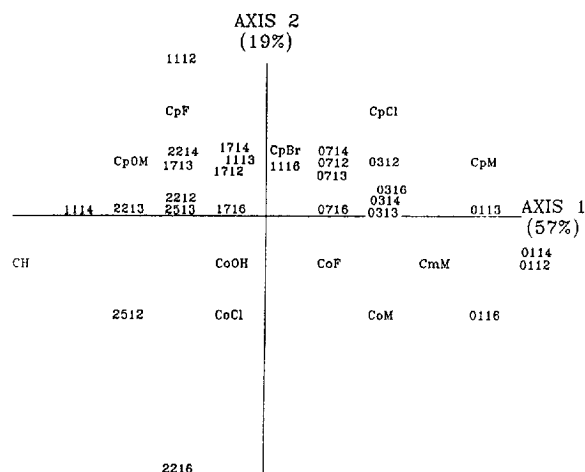 AXIS 2
(19%)
1112
CpF CpCl
2214 1714 CpBr 0714
CpOM 1713 1113 1116 0712 0312 CpM
1712 0713
2212 0316
0314
1114 2213 2513 1716 0716 0313 0113 AXIS 1
(57%)
0114
CH CoOH CoF CmM 0112
2512 CoCl CoM 0116
2216